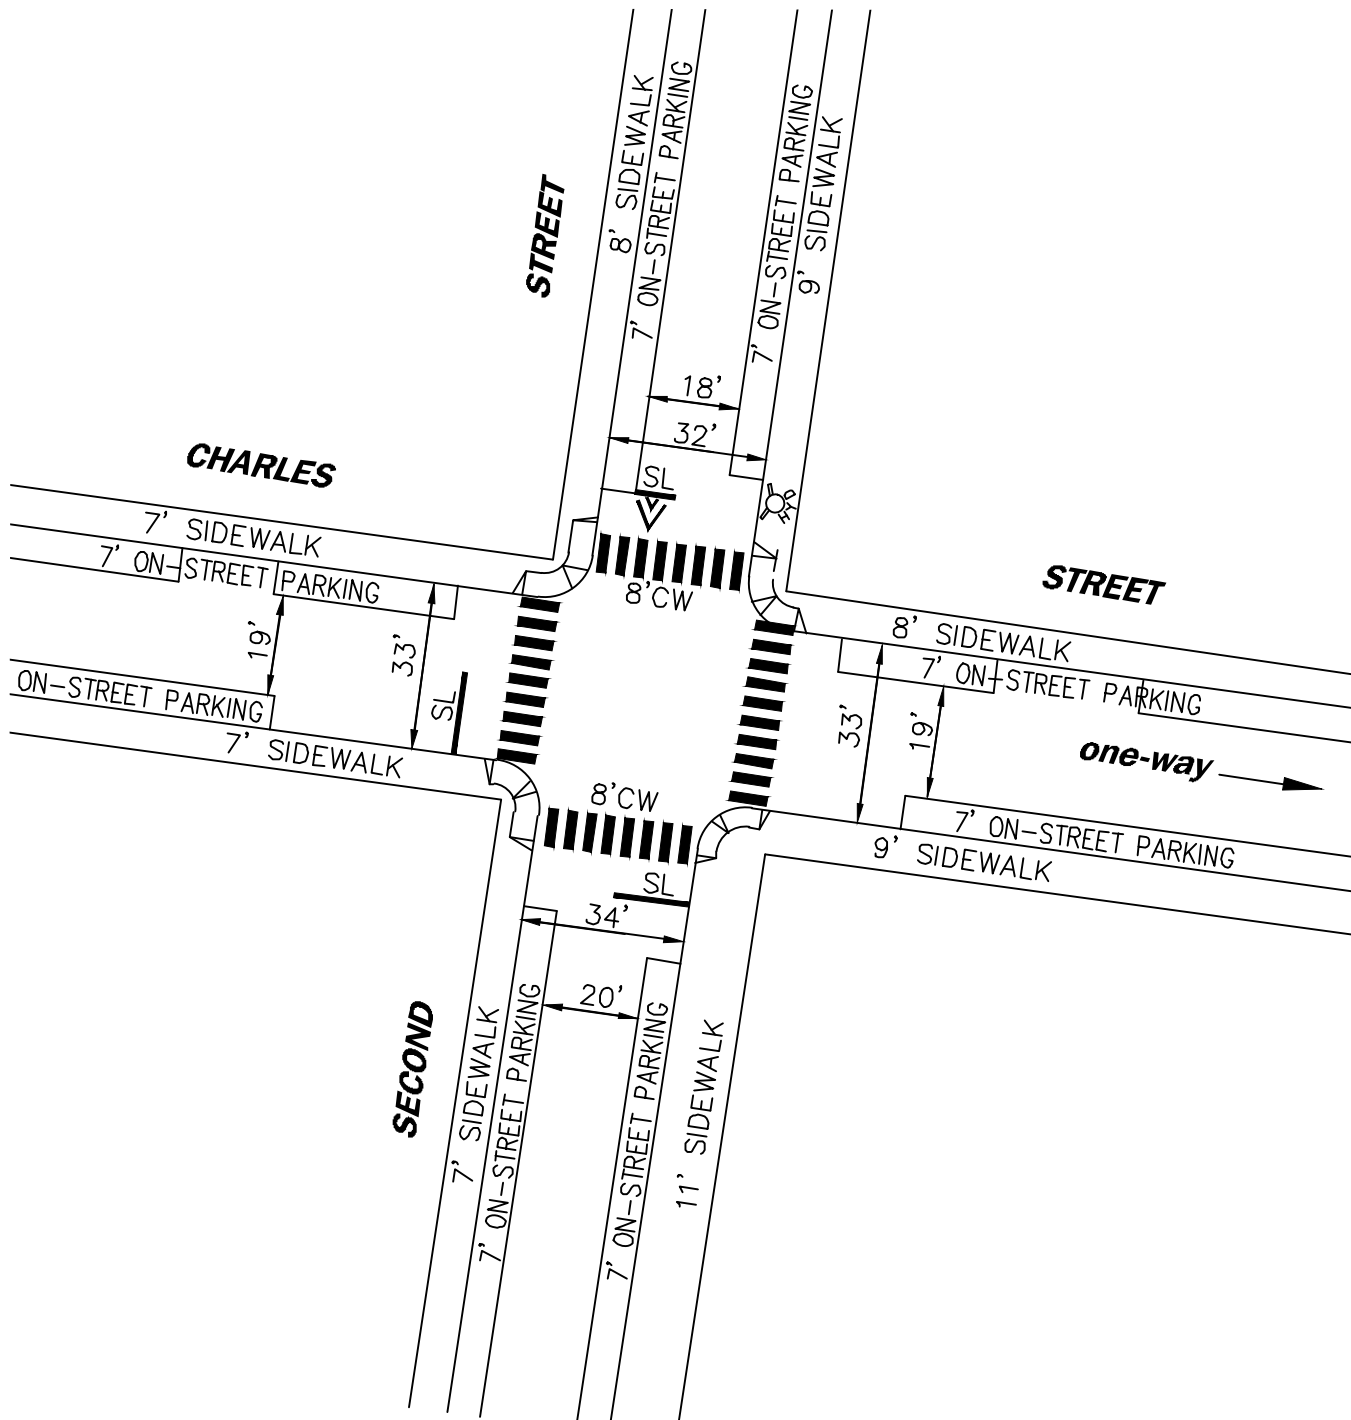 8' SIDEWALK
7' ON-STREET PARKING
7' ON-STREET PARKING
9' SIDEWALK
STREET
18'
32'
SL
CHARLES
7' SIDEWALK
7' ON-STREET PARKING
8'CW
STREET
8' SIDEWALK
7' ON-STREET PARKING
19'
33'
SL
ON-STREET PARKING
7' SIDEWALK
33'
19'
one-way
8'CW
7' ON-STREET PARKING
9' SIDEWALK
SL
34'
20'
SECOND
7' SIDEWALK
7' ON-STREET PARKING
7' ON-STREET PARKING
11' SIDEWALK